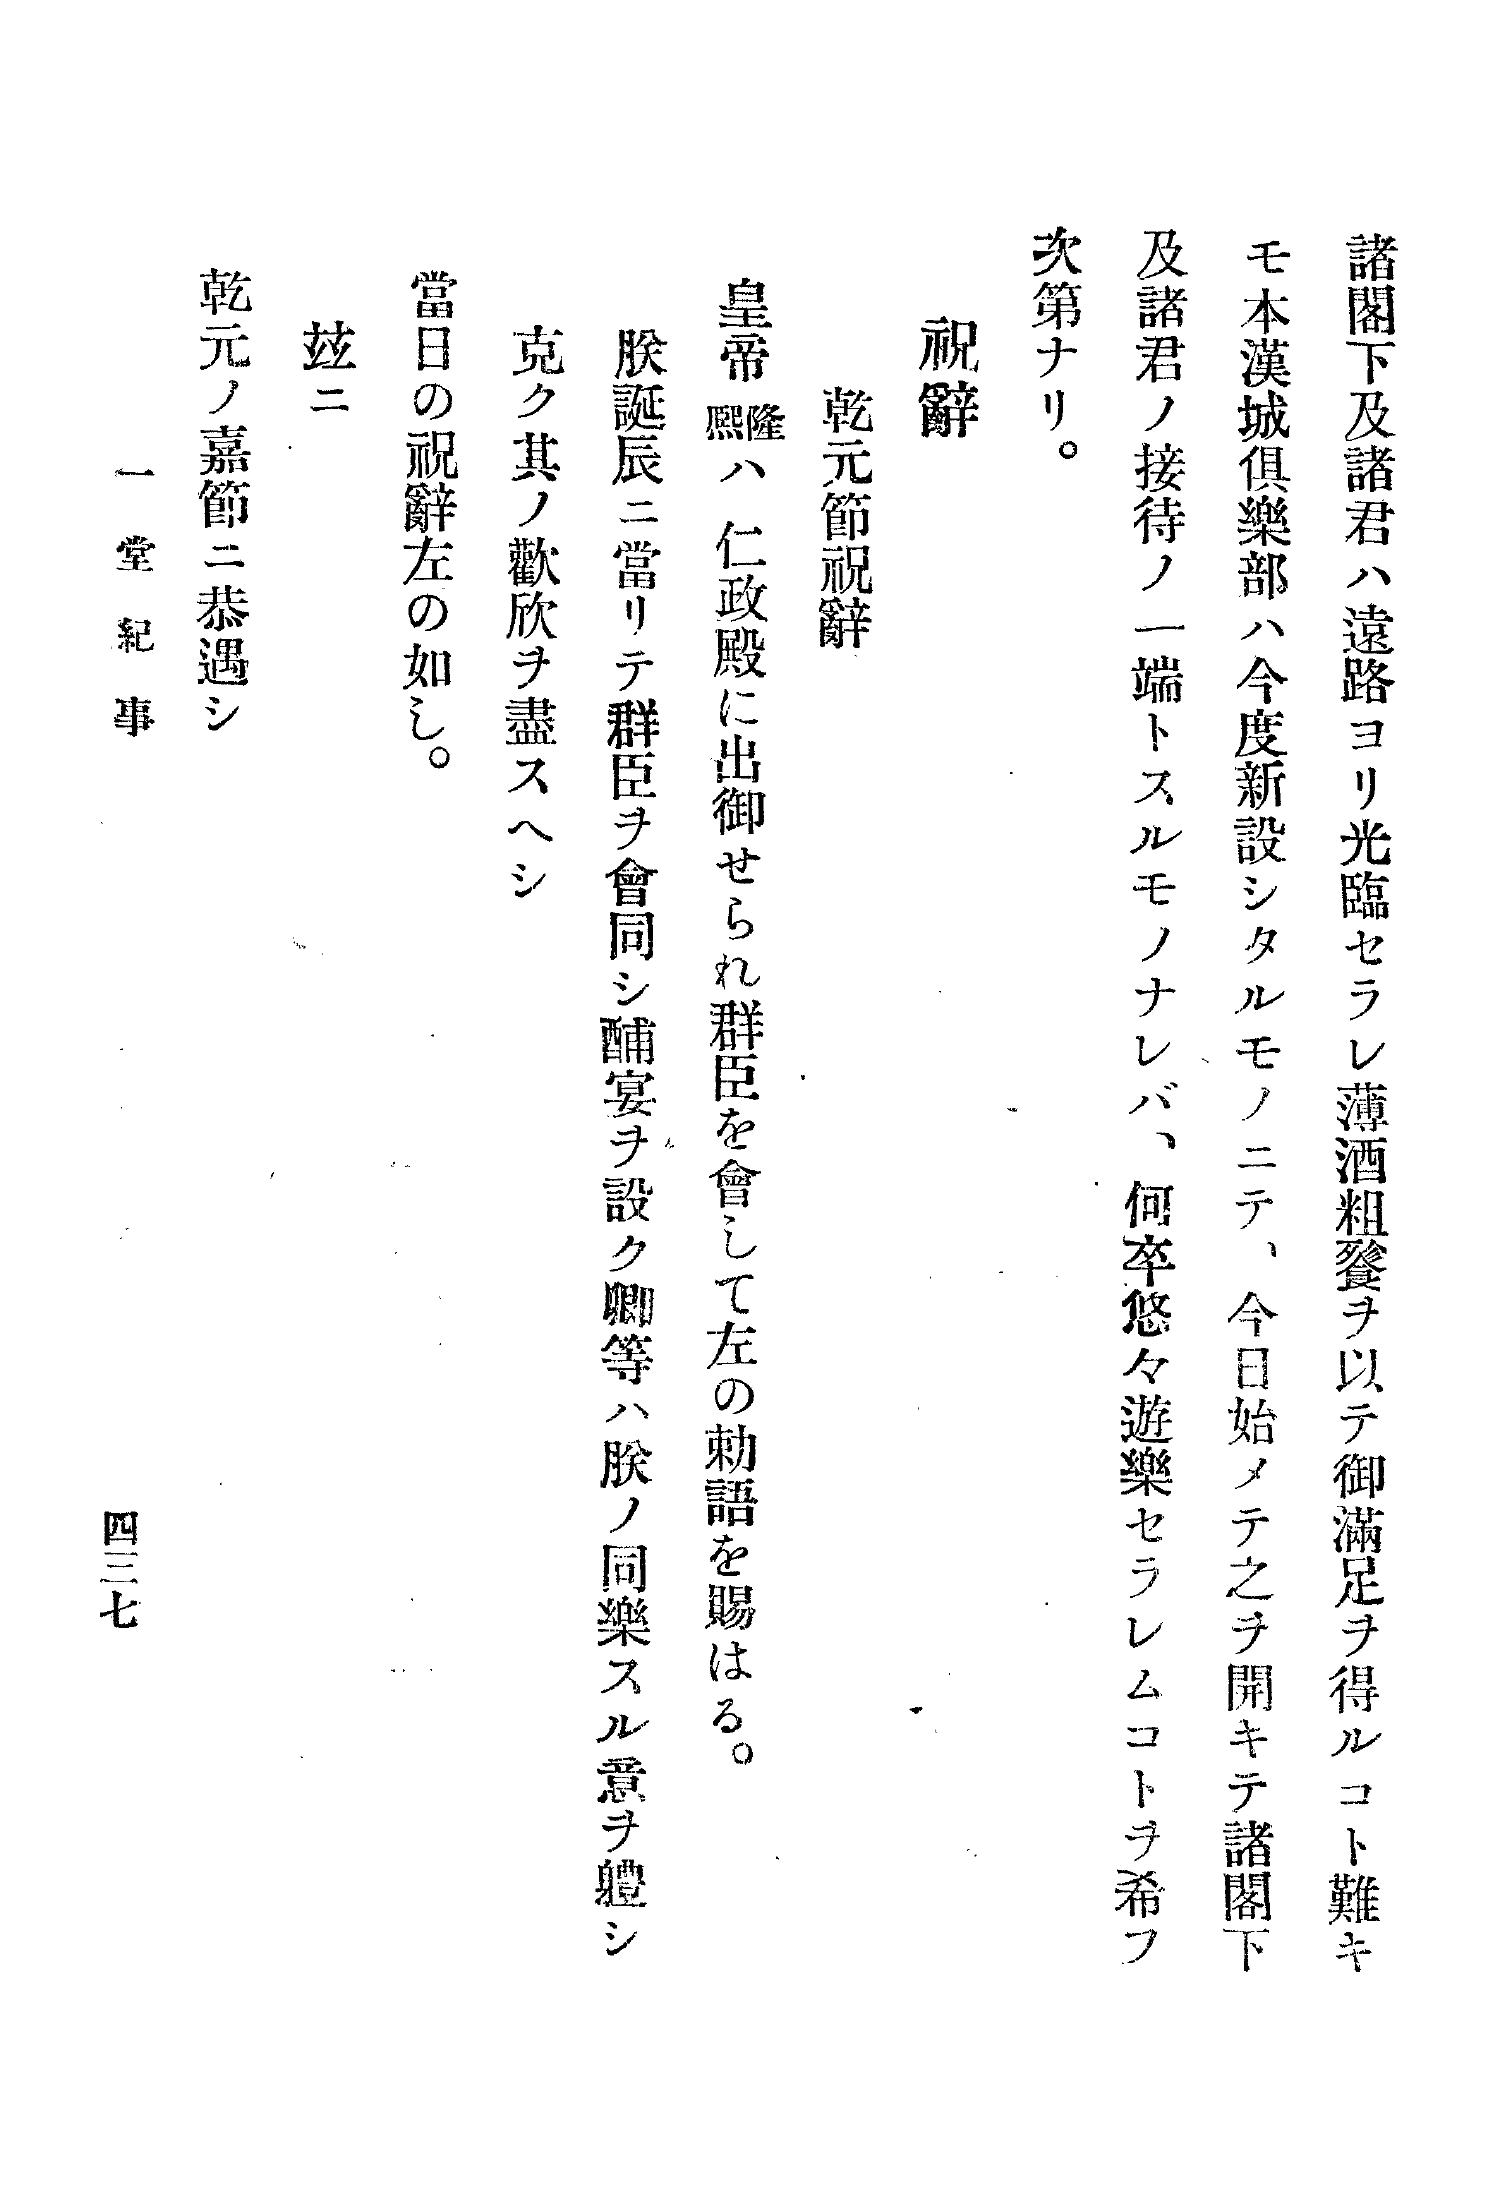 諸閣下及諸君ハ遠路ヨリ光臨セラレ薄酒粗餐ヲ以テ御滿足ヲ得ルコト難キ
モ本漢城倶樂部ハ今度新設シタルモノニテ、今日始メテ之ヲ開キテ諸閣下
及諸君ノ接待ノ一端トスルモノナレバ、何卒悠々遊樂セラレムコトヲ希フ
次第ナリ。
祝辭
乾元節祝辭
皇帝隆熙ハ 仁政殿に出御せられ群臣を會して左の勅語を賜はる。
朕誕辰ニ當リテ群臣ヲ會同シ酺宴ヲ設ク卿等ハ朕ノ同樂スル意ヲ軆シ
克ク其ノ歡欣ヲ盡スヘシ
當日の祝辭左の如し。
玆ニ
乾元ノ嘉節ニ恭遇シ
一堂紀事
四三七